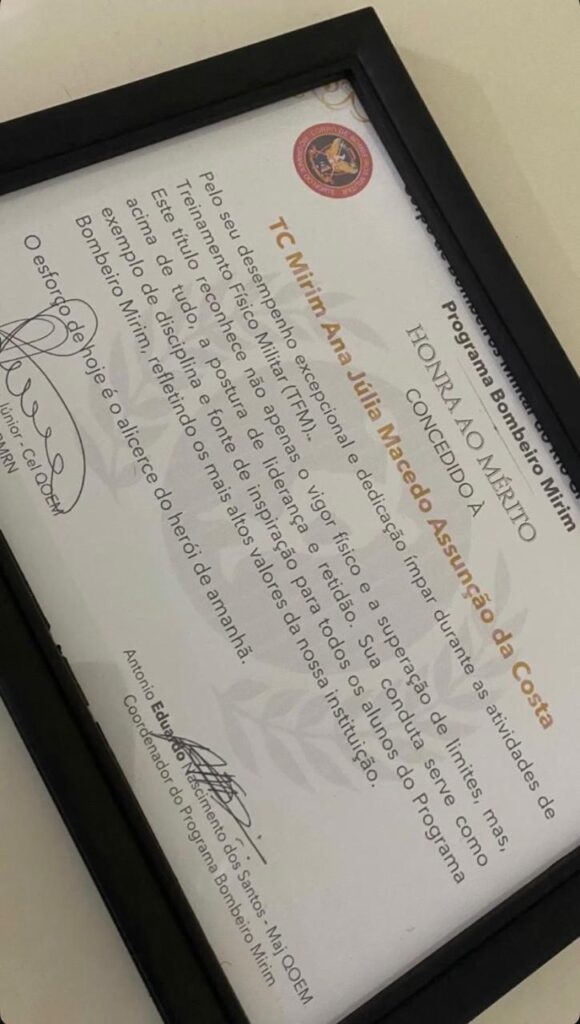 de Bombeiros Militar do Rio G
Programa Bombeiro Mirim
HONRA AO MÉRITO
CONCEDIDO À
TC Mirim Ana Júlia Macedo Assunção da Costa
Pelo seu desempenho excepcional e dedicação ímpar durante as atividades de
Treinamento Físico Militar (TFM).
Este título reconhece não apenas o vigor físico e a superação de limites, mas,
acima de tudo, a postura de liderança e retidão. Sua conduta serve como
exemplo de disciplina e fonte de inspiração para todos os alunos do Programa
Bombeiro Mirim, refletindo os mais altos valores da nossa instituição.
O esforço de hoje é o alicerce do herói de amanhã.
Júnior - Cel QOEM
Antonio Eduardo Nascimento dos Santos - Maj QOEM
Coordenador do Programa Bombeiro Mirim